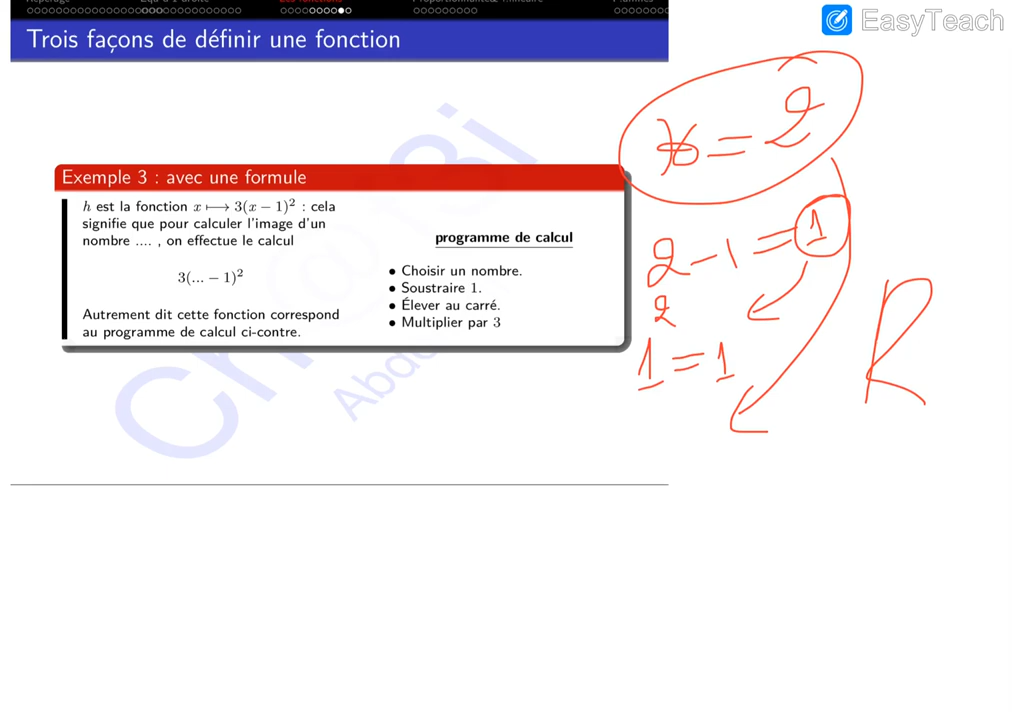 EasyTeach
Trois façons de définir une fonction
Exemple 3 : avec une formule
h est la fonction x ⟼ 3(x − 1)² : cela
signifie que pour calculer l'image d'un
nombre .... , on effectue le calcul
3(... − 1)²
Autrement dit cette fonction correspond
au programme de calcul ci-contre.
programme de calcul
• Choisir un nombre.
• Soustraire 1.
• Élever au carré.
• Multiplier par 3
x = 2
2 − 1 = 1
2
1 = 1
R